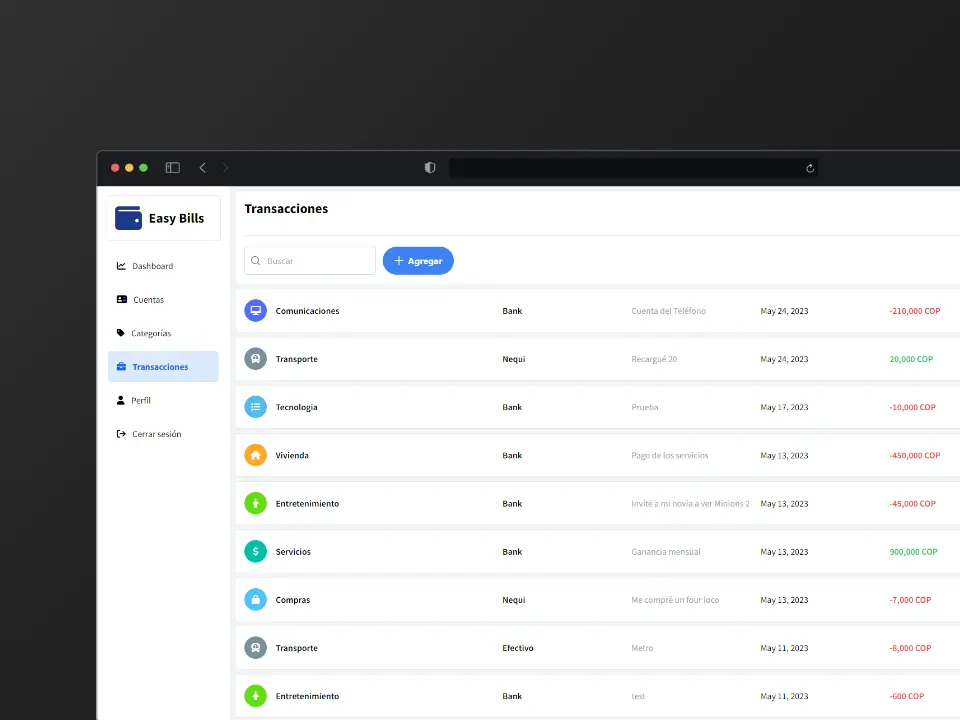 Easy Bills
Dashboard
Cuentas
Categorías
Transacciones
Perfil
Cerrar sesión
Transacciones
Buscar
+ Agregar
Comunicaciones Bank Cuenta del Teléfono May 24, 2023 -210,000 COP
Transporte Nequi Recargué 20 May 24, 2023 20,000 COP
Tecnologia Bank Prueba May 17, 2023 -10,000 COP
Vivienda Bank Pago de los servicios May 13, 2023 -450,000 COP
Entretenimiento Bank Invité a mi novia a ver Minions 2 May 13, 2023 -45,000 COP
$ Servicios Bank Ganancia mensual May 13, 2023 900,000 COP
Compras Nequi Me compré un four loco May 13, 2023 -7,000 COP
Transporte Efectivo Metro May 11, 2023 -8,000 COP
Entretenimiento Bank test May 11, 2023 -600 COP